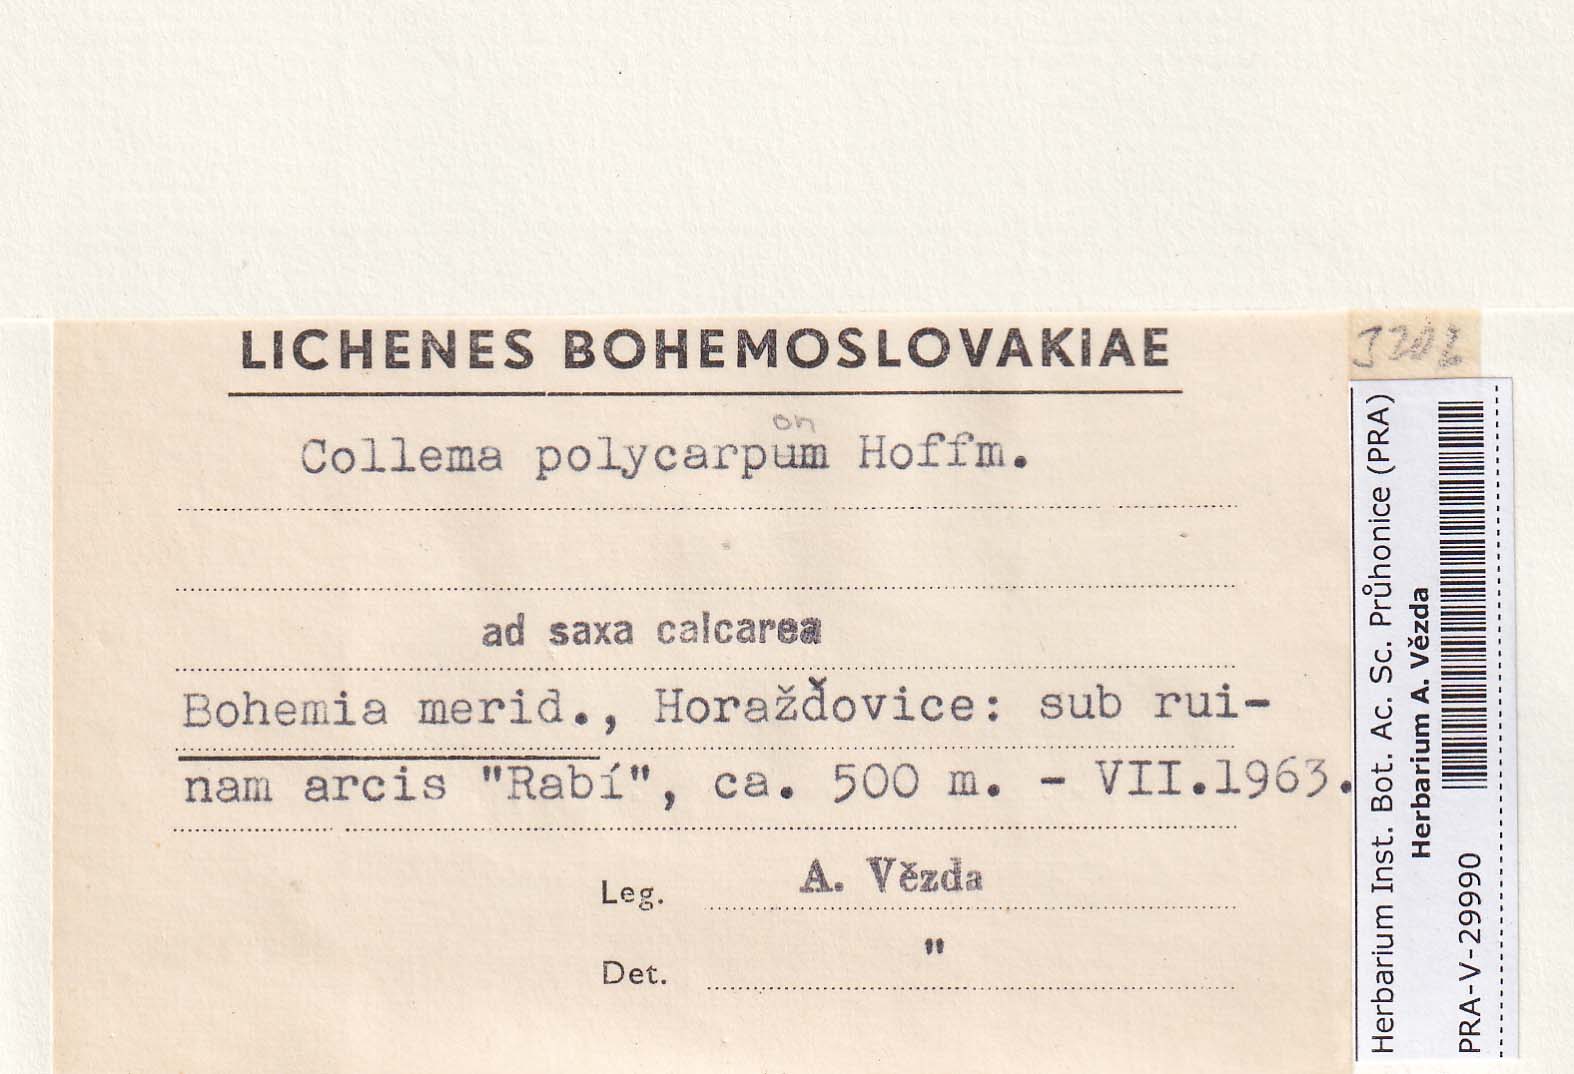 LICHENES BOHEMOSLOVAKIAE
on
Collema polycarpum Hoffm.
ad saxa calcarea
Bohemia merid., Horažďovice: sub rui-
nam arcis "Rabí", ca. 500 m. - VII.1963.
Leg. A. Vězda
Det. "
Herbarium Inst. Bot. Ac. Sc. Průhonice (PRA)
Herbarium A. Vězda
PRA-V-29990